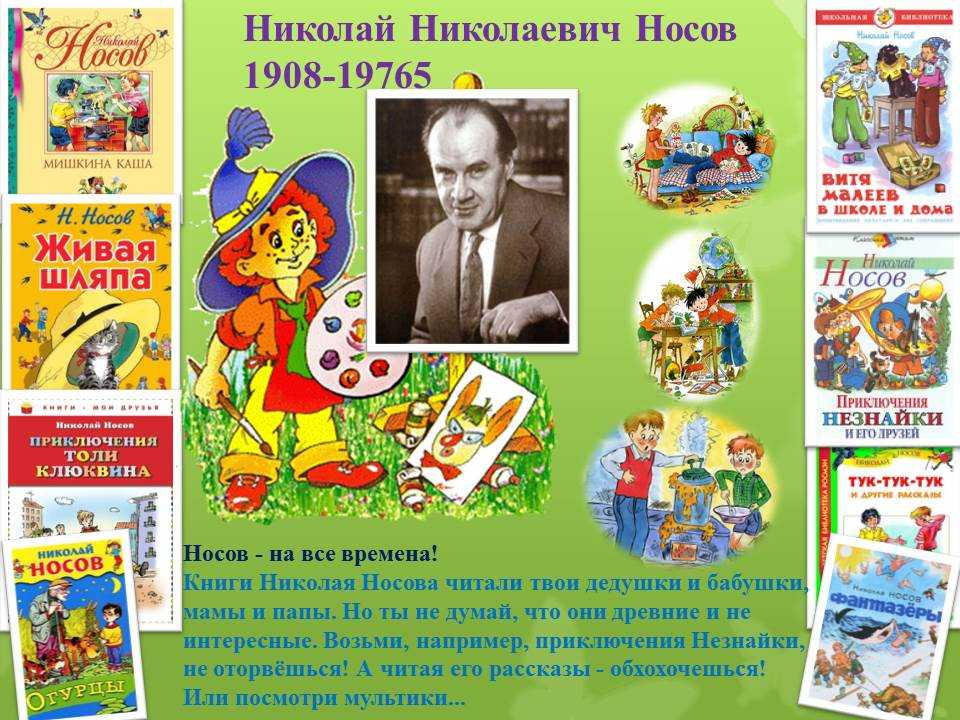 Николай Николаевич Носов
1908-19765
Николай
Носов
МИШКИНА КАША
Н. Носов
Живая
шляпа
КНИГИ - МОИ ДРУЗЬЯ
Николай Носов
ПРИКЛЮЧЕНИЯ
ТОЛИ
КЛЮКВИНА
НИКОЛАЙ
НОСОВ
ОГУРЦЫ
ШКОЛЬНАЯ БИБЛИОТЕКА
Николай Носов
ВИТЯ
МАЛЕЕВ
В ШКОЛЕ И ДОМА
Николай
Носов
ПРИКЛЮЧЕНИЯ
НЕЗНАЙКИ
И ЕГО ДРУЗЕЙ
НИКОЛАЙ НОСОВ
ТУК-ТУК-ТУК
И ДРУГИЕ РАССКАЗЫ
Николай Носов
ФАНТАЗЁРЫ
Носов - на все времена!
Книги Николая Носова читали твои дедушки и бабушки,
мамы и папы. Но ты не думай, что они древние и не
интересные. Возьми, например, приключения Незнайки,
не оторвёшься! А читая его рассказы - обхохочешься!
Или посмотри мультики...